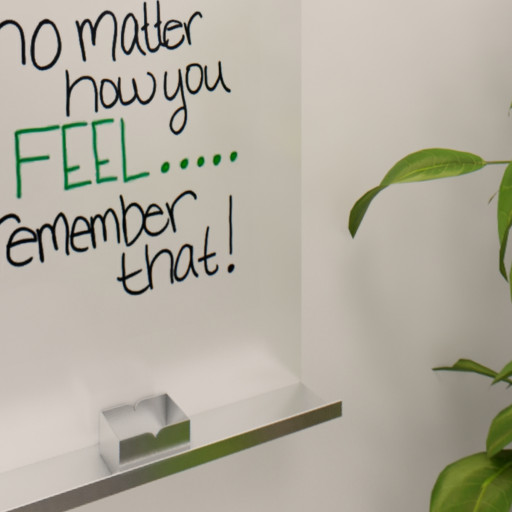 no matter
how you
FEEL.....
remember
that!